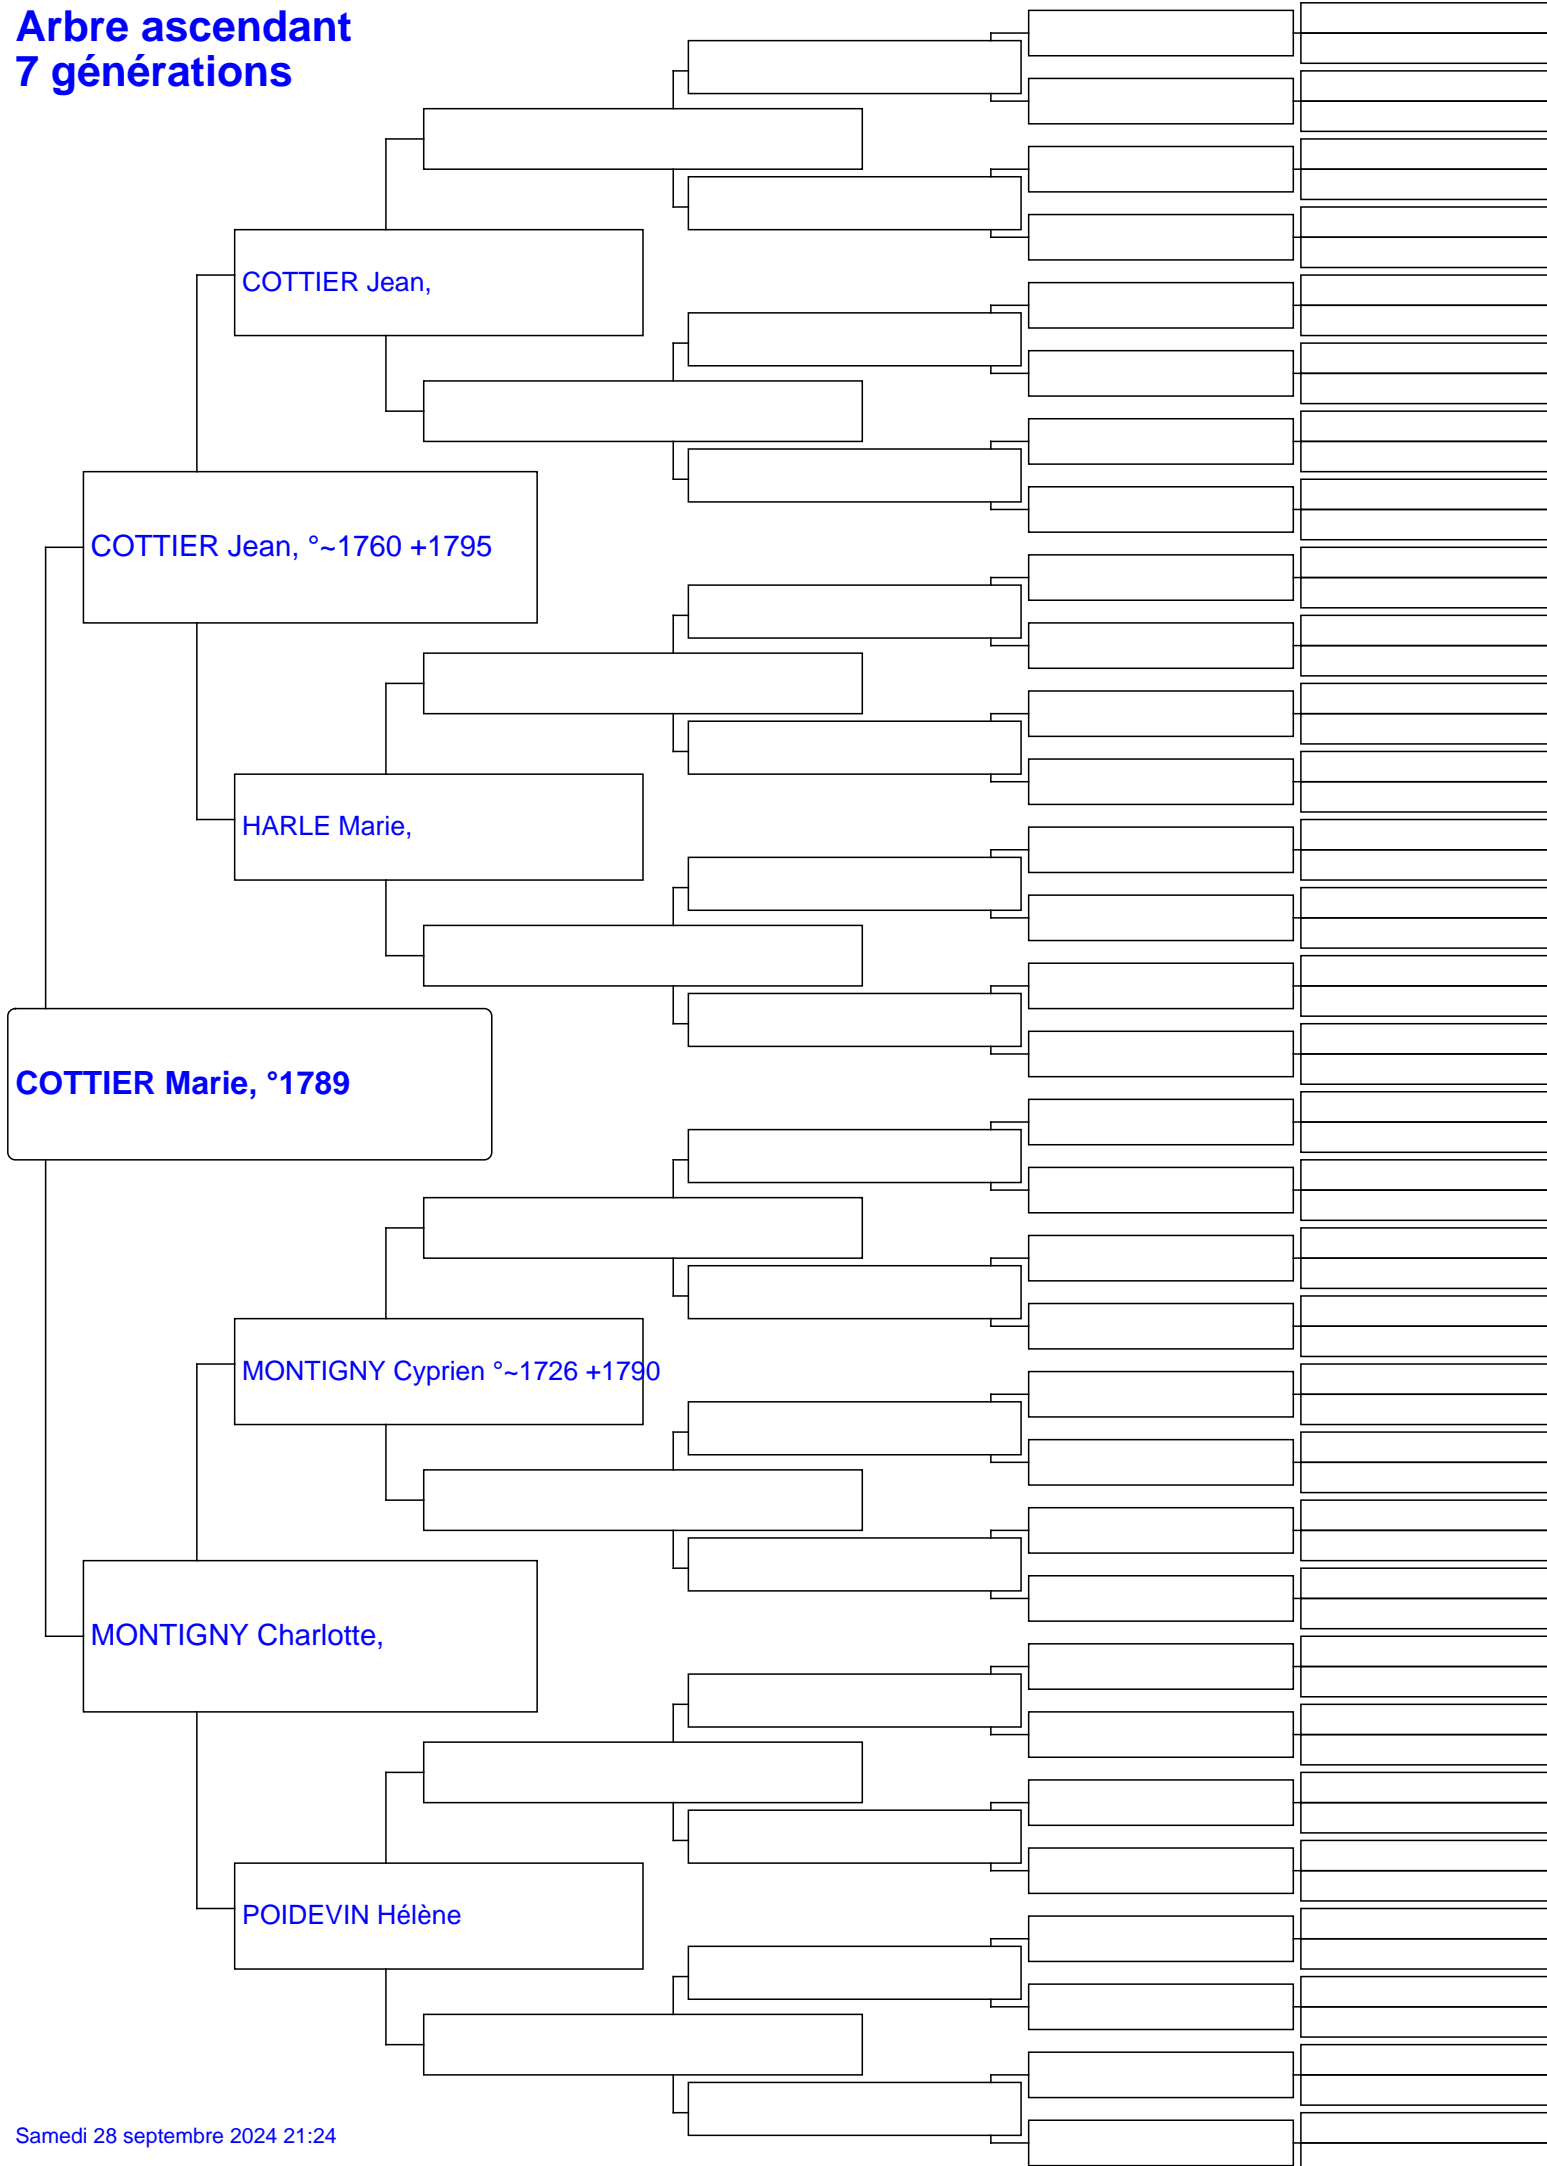 Arbre ascendant
7 générations
COTTIER Jean,
COTTIER Jean, °~1760 +1795
HARLE Marie,
COTTIER Marie, °1789
MONTIGNY Cyprien °~1726 +1790
MONTIGNY Charlotte,
POIDEVIN Hélène
Samedi 28 septembre 2024 21:24